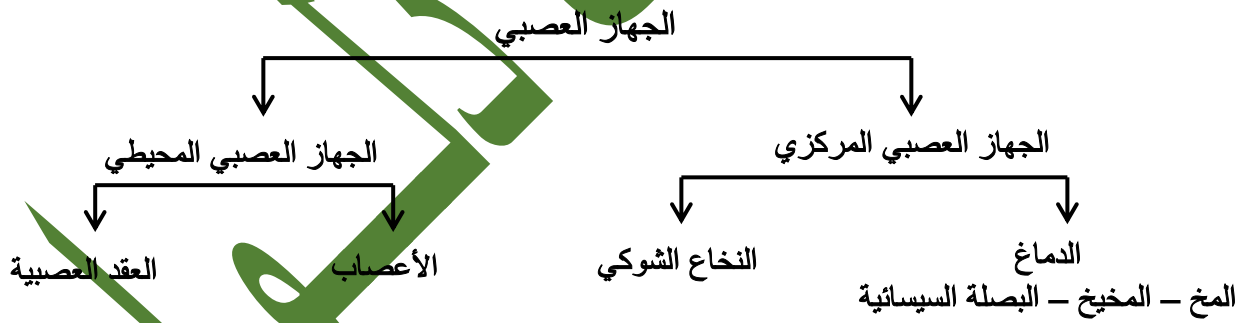 الجهاز العصبي
الجهاز العصبي المركزي
الجهاز العصبي المحيطي
الدماغ
المخ – المخيخ – البصلة السيسائية
النخاع الشوكي
الأعصاب
العقد العصبية